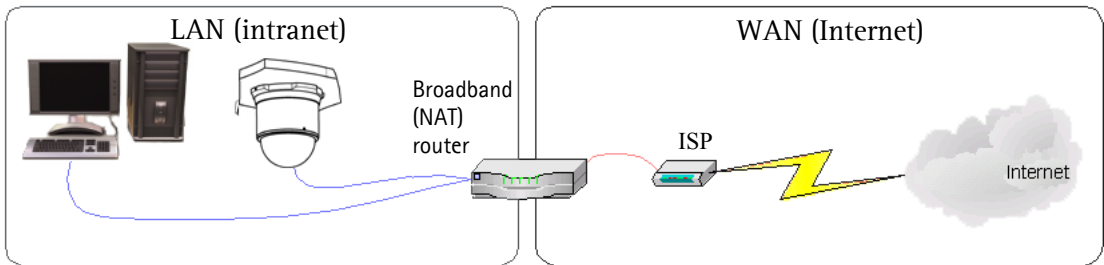 LAN (intranet)
WAN (Internet)
Broadband
(NAT)
router
ISP
Internet